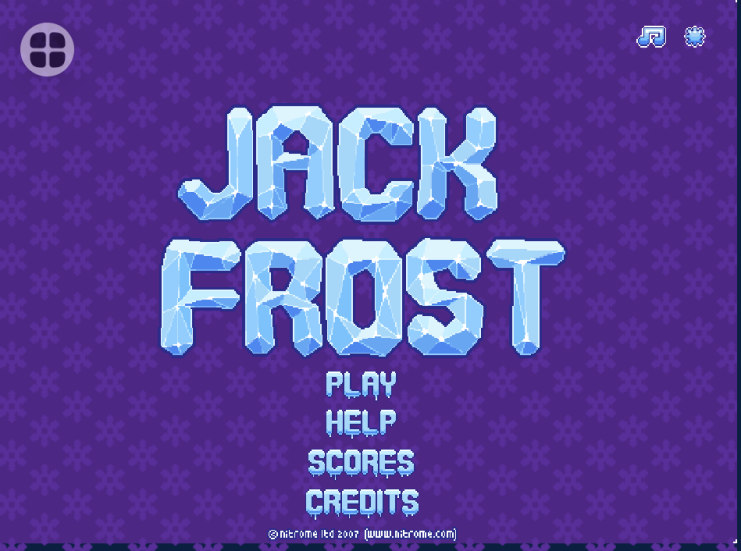 JACK
FROST
PLAY
HELP
SCORES
CREDITS
© nitrome ltd 2007 (www.nitrome.com)